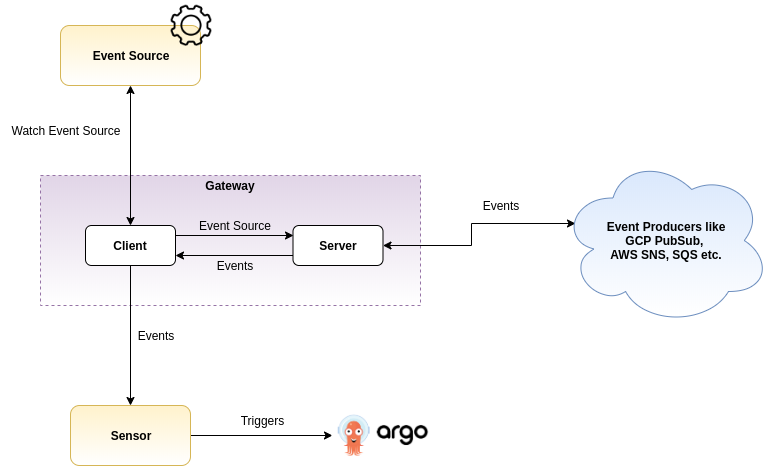 Event Source
Watch Event Source
Gateway
Client
Event Source
Events
Server
Events
Event Producers like
GCP PubSub,
AWS SNS, SQS etc.
Events
Sensor
Triggers
argo